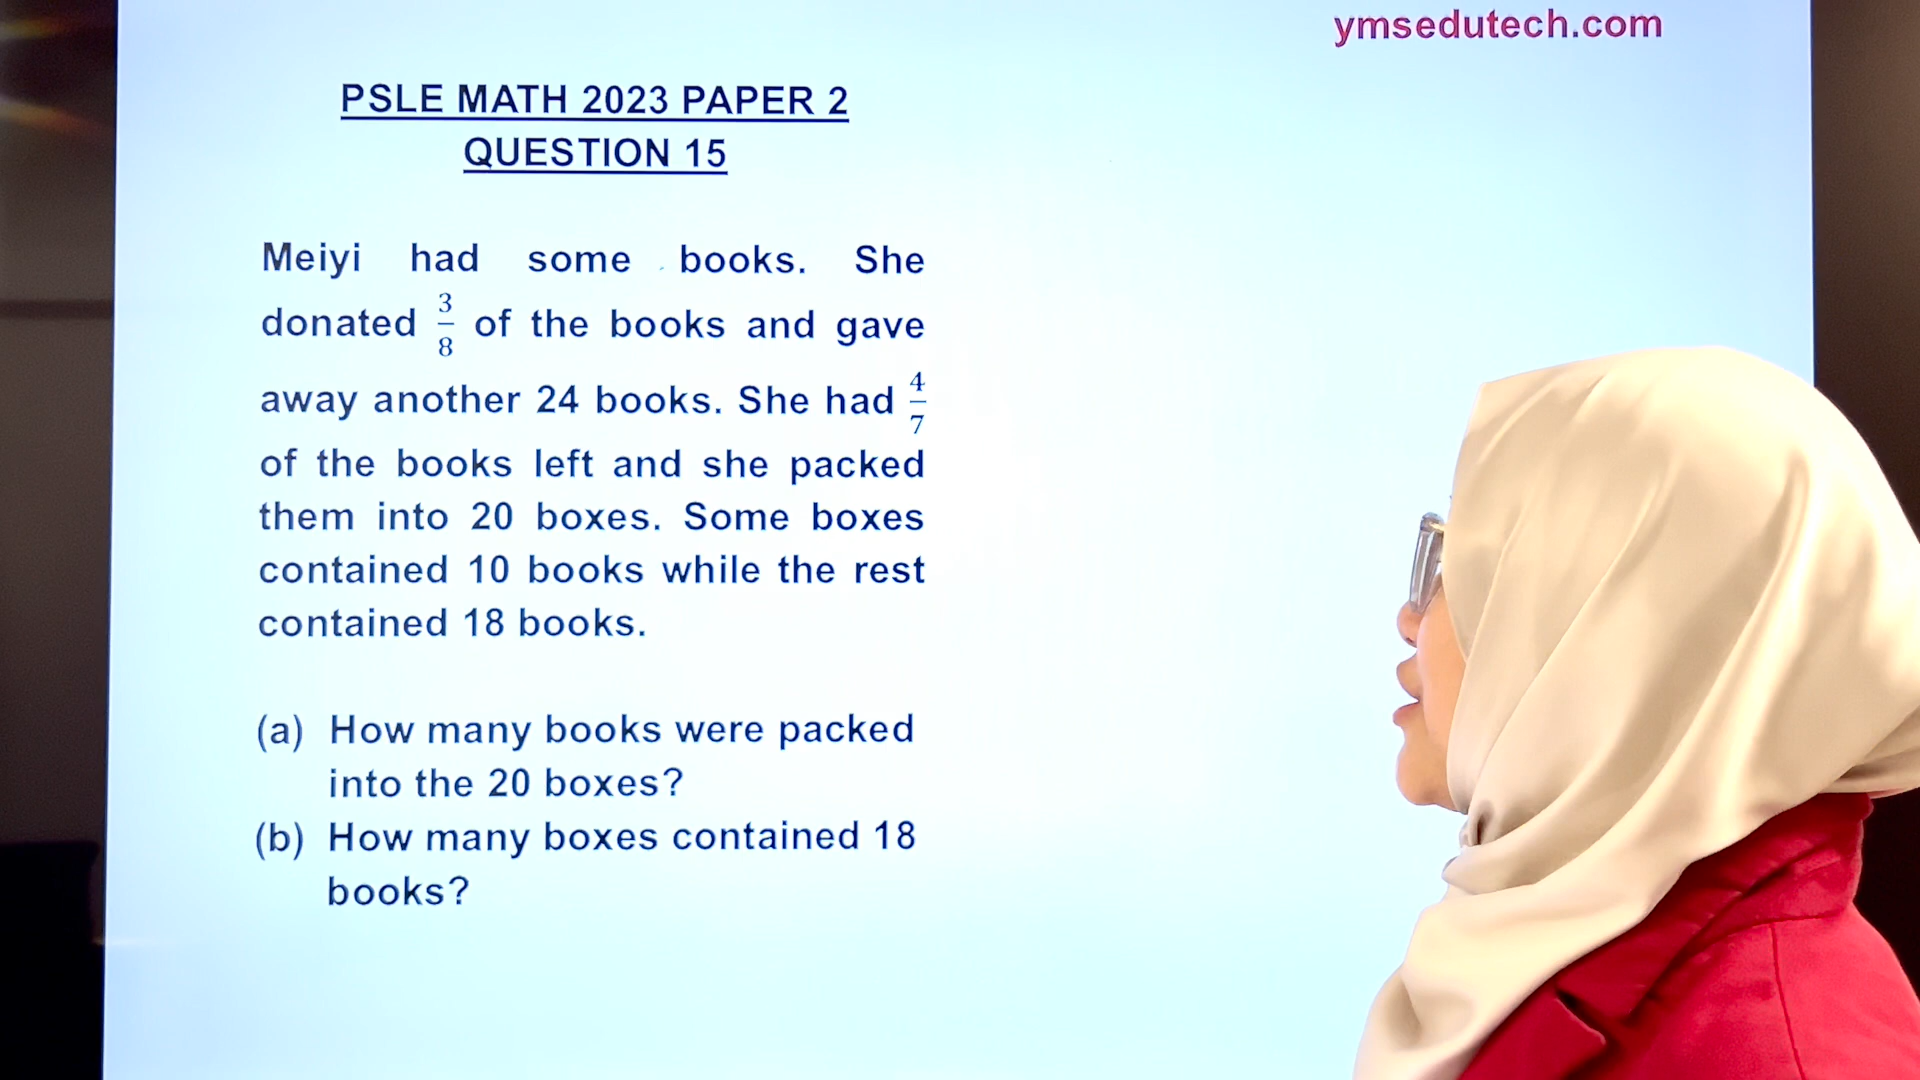 ymsedutech.com
PSLE MATH 2023 PAPER 2
QUESTION 15
Meiyi had some books. She
donated 3/8 of the books and gave
away another 24 books. She had 4/7
of the books left and she packed
them into 20 boxes. Some boxes
contained 10 books while the rest
contained 18 books.
(a) How many books were packed
into the 20 boxes?
(b) How many boxes contained 18
books?